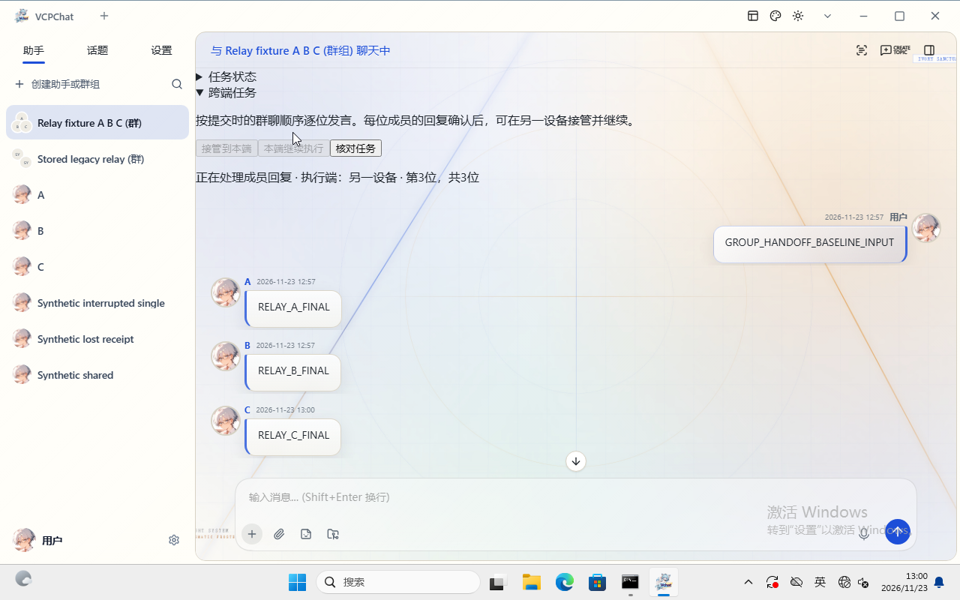 VCPChat
助手
话题
设置
创建助手或群组
Relay fixture A B C (群)
Stored legacy relay (群)
A
B
C
Synthetic interrupted single
Synthetic lost receipt
Synthetic shared
用户
与 Relay fixture A B C (群组) 聊天中
任务状态
跨端任务
按提交时的群聊顺序逐位发言。每位成员的回复确认后，可在另一设备接管并继续。
接管到本端
本端继续执行
核对任务
正在处理成员回复 · 执行端：另一设备 · 第3位，共3位
2026-11-23 12:57 用户
GROUP_HANDOFF_BASELINE_INPUT
A 2026-11-23 12:57
RELAY_A_FINAL
B 2026-11-23 12:57
RELAY_B_FINAL
C 2026-11-23 13:00
RELAY_C_FINAL
输入消息... (Shift+Enter 换行)
激活 Windows
转到"设置"以激活 Windows
搜索
英
13:00
2026/11/23